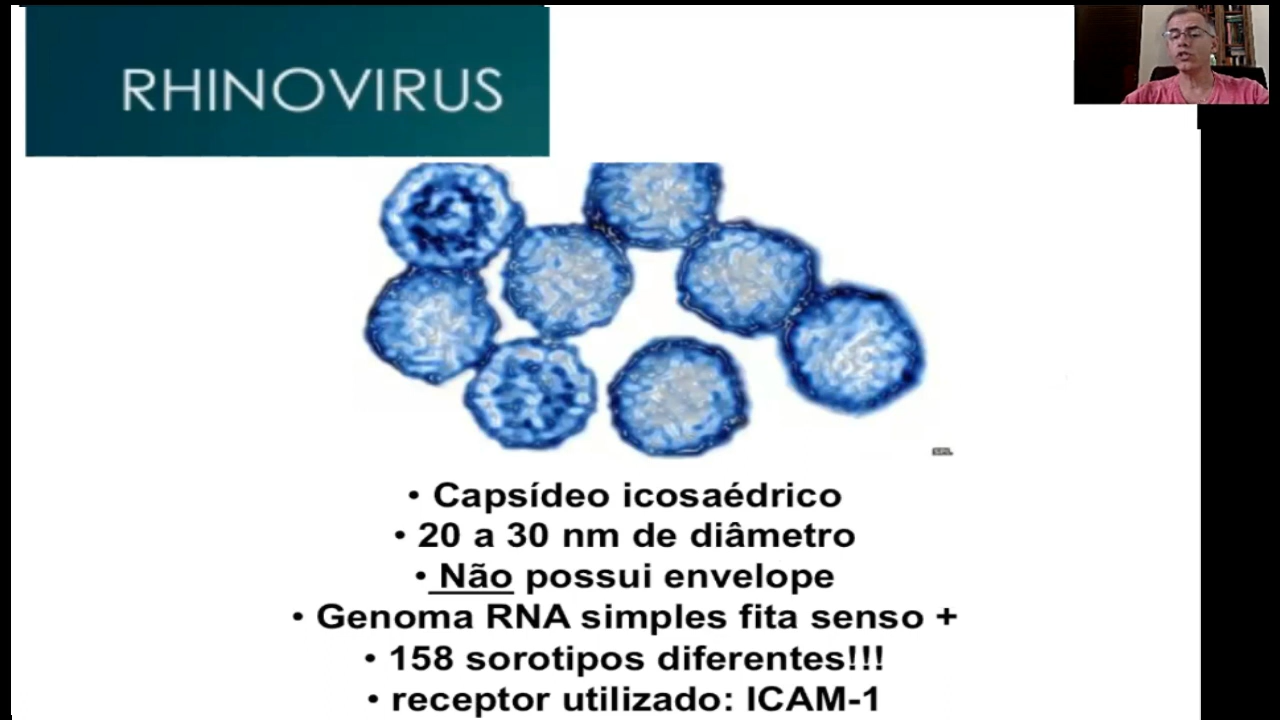 RHINOVIRUS
• Capsídeo icosaédrico
• 20 a 30 nm de diâmetro
• Não possui envelope
• Genoma RNA simples fita senso +
• 158 sorotipos diferentes!!!
• receptor utilizado: ICAM-1